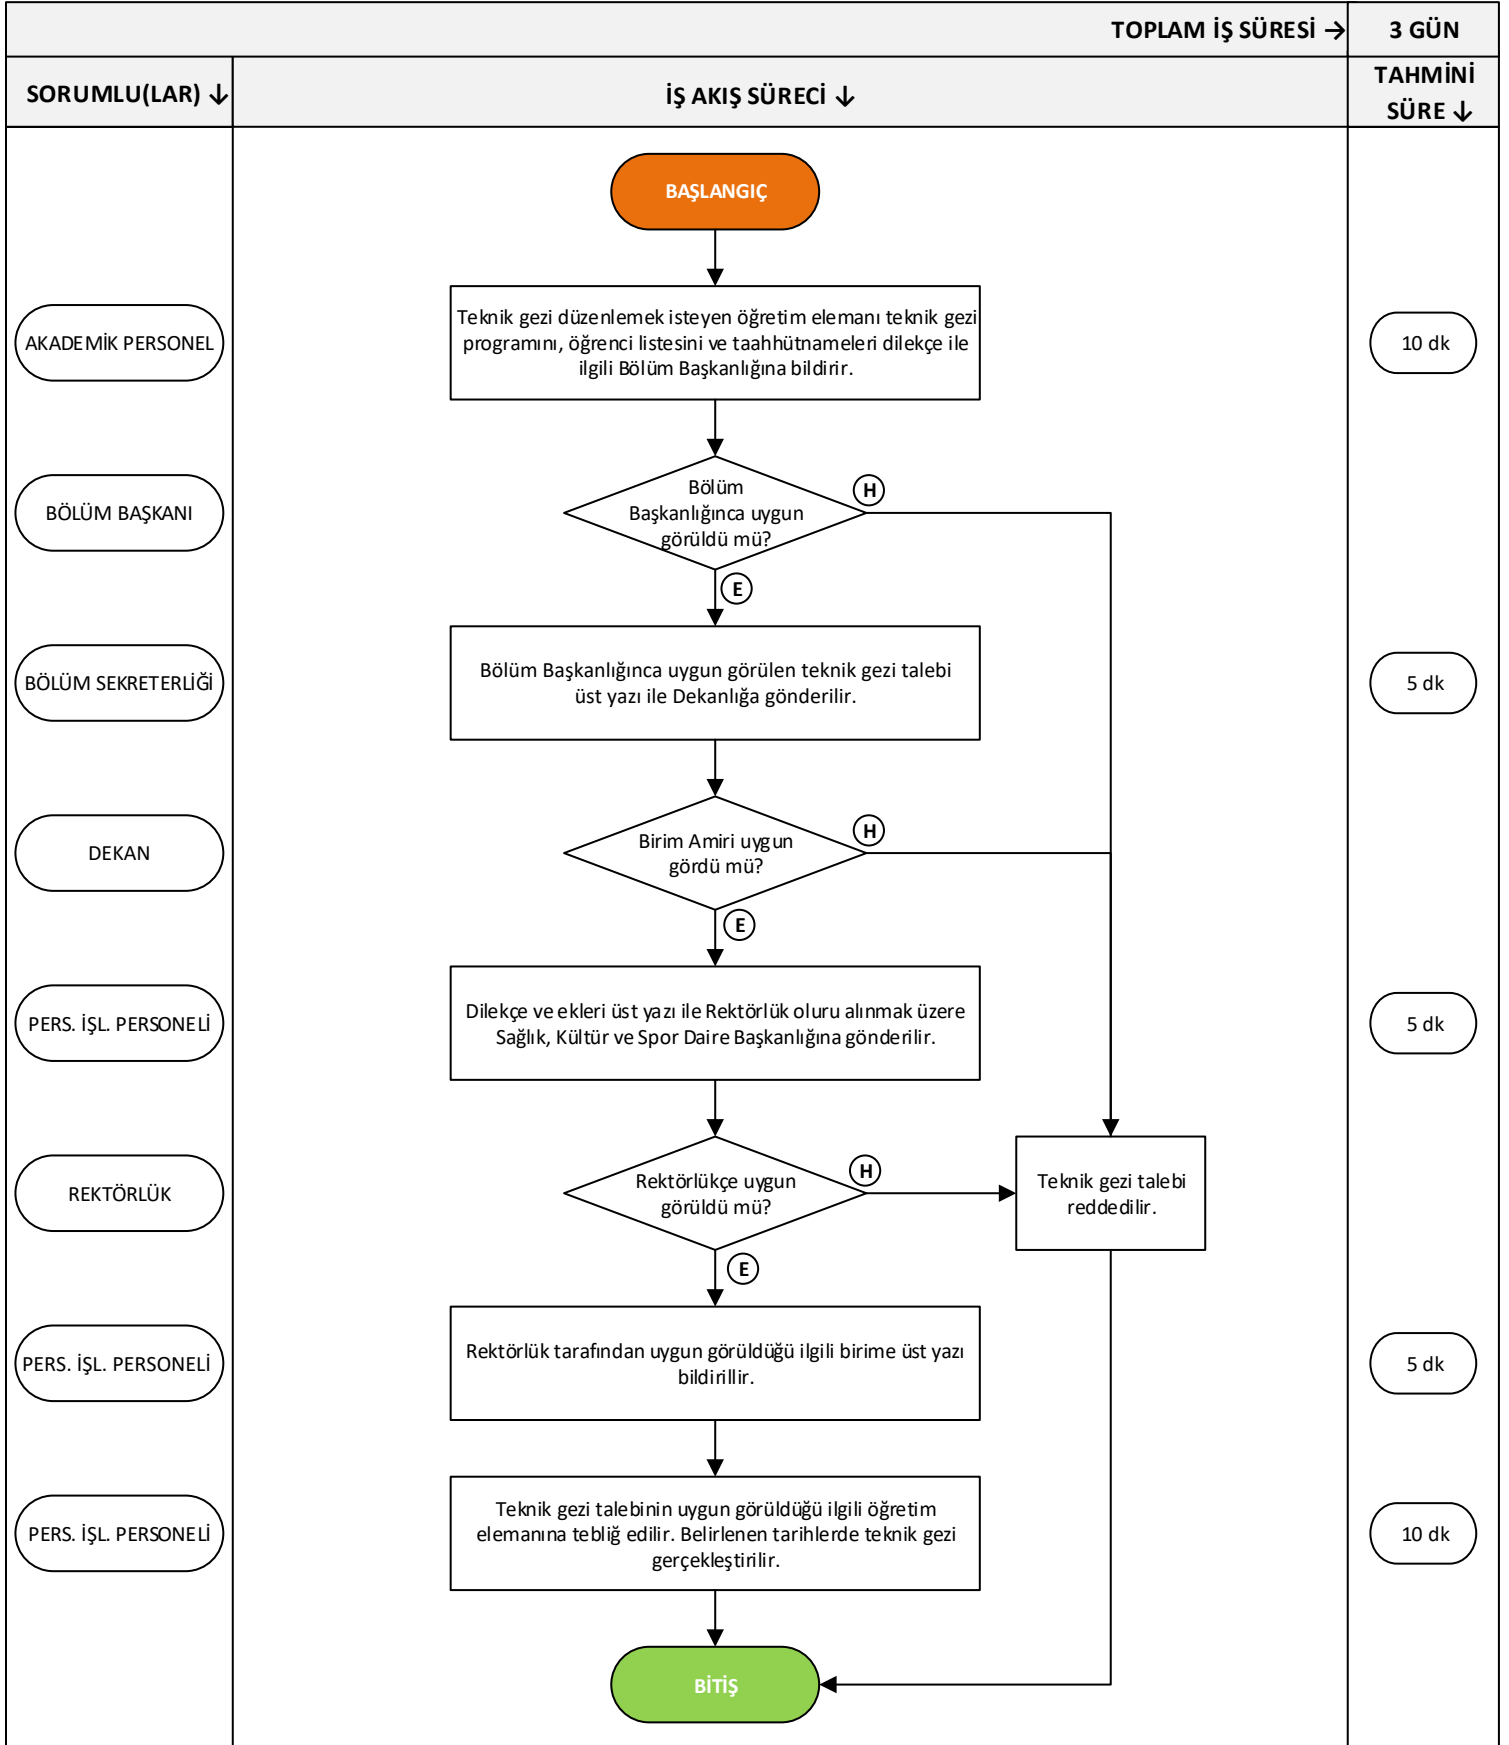 TOPLAM İŞ SÜRESİ → 3 GÜN
SORUMLU(LAR) ↓
İŞ AKIŞ SÜRECİ ↓
TAHMİNİ
SÜRE ↓
BAŞLANGIÇ
AKADEMİK PERSONEL
Teknik gezi düzenlemek isteyen öğretim elemanı teknik gezi
programını, öğrenci listesini ve taahhütnameleri dilekçe ile
ilgili Bölüm Başkanlığına bildirir.
10 dk
BÖLÜM BAŞKANI
Bölüm
Başkanlığınca uygun
görüldü mü?
H
E
BÖLÜM SEKRETERLİĞİ
Bölüm Başkanlığınca uygun görülen teknik gezi talebi
üst yazı ile Dekanlığa gönderilir.
5 dk
DEKAN
Birim Amiri uygun
gördü mü?
H
E
PERS. İŞL. PERSONELİ
Dilekçe ve ekleri üst yazı ile Rektörlük oluru alınmak üzere
Sağlık, Kültür ve Spor Daire Başkanlığına gönderilir.
5 dk
REKTÖRLÜK
Rektörlükçe uygun
görüldü mü?
H
Teknik gezi talebi
reddedilir.
E
PERS. İŞL. PERSONELİ
Rektörlük tarafından uygun görüldüğü ilgili birime üst yazı
bildirillir.
5 dk
PERS. İŞL. PERSONELİ
Teknik gezi talebinin uygun görüldüğü ilgili öğretim
elemanına tebliğ edilir. Belirlenen tarihlerde teknik gezi
gerçekleştirilir.
10 dk
BİTİŞ